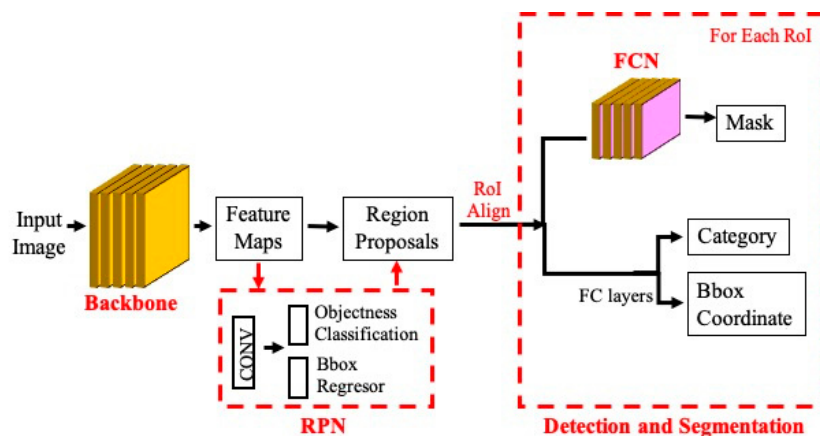 For Each RoI
FCN
Mask
Input
Image
Backbone
Feature
Maps
Region
Proposals
RoI
Align
Category
FC layers
Bbox
Coordinate
CONV
Objectness
Classification
Bbox
Regresor
RPN
Detection and Segmentation